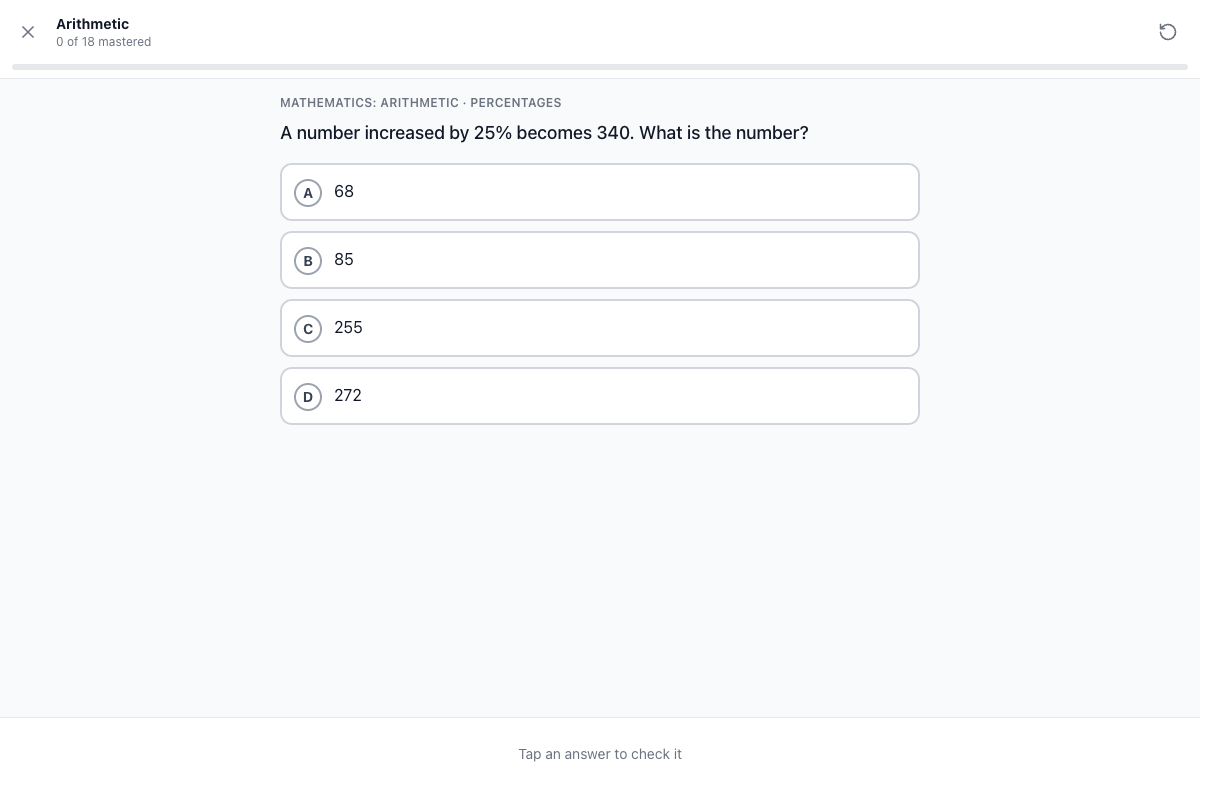 Arithmetic
0 of 18 mastered
MATHEMATICS: ARITHMETIC · PERCENTAGES
A number increased by 25% becomes 340. What is the number?
A 68
B 85
C 255
D 272
Tap an answer to check it